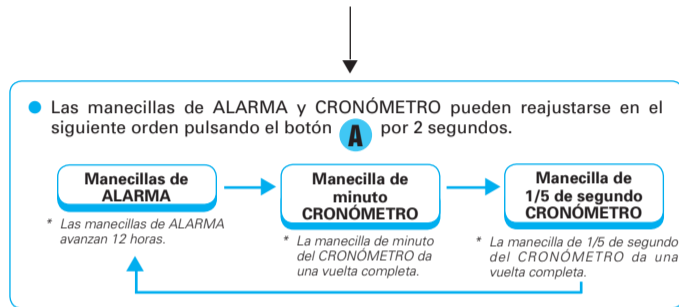 ● Las manecillas de ALARMA y CRONÓMETRO pueden reajustarse en el
siguiente orden pulsando el botón A por 2 segundos.
Manecillas de
ALARMA
* Las manecillas de ALARMA
avanzan 12 horas.
Manecilla de
minuto
CRONÓMETRO
* La manecilla de minuto
del CRONÓMETRO da
una vuelta completa.
Manecilla de
1/5 de segundo
CRONÓMETRO
* La manecilla de 1/5 de segundo
del CRONÓMETRO da una
vuelta completa.